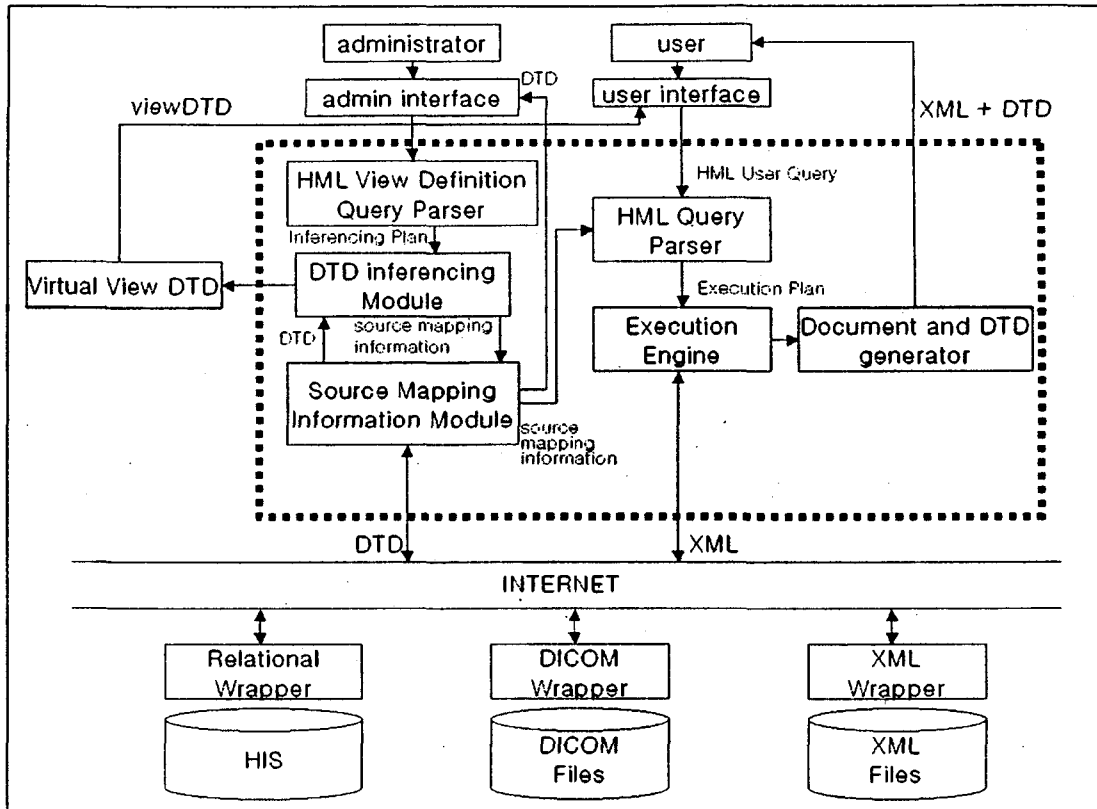 administrator
user
DTD
admin interface
user interface
viewDTD
XML + DTD
HML View Definition
Query Parser
HML User Query
Inferencing Plan
HML Query
Parser
Virtual View DTD
DTD inferencing
Module
Execution Plan
DTD
source mapping
information
Execution
Engine
Document and DTD
generator
Source Mapping
Information Module
source
mapping
information
DTD
XML
INTERNET
Relational
Wrapper
DICOM
Wrapper
XML
Wrapper
HIS
DICOM
Files
XML
Files